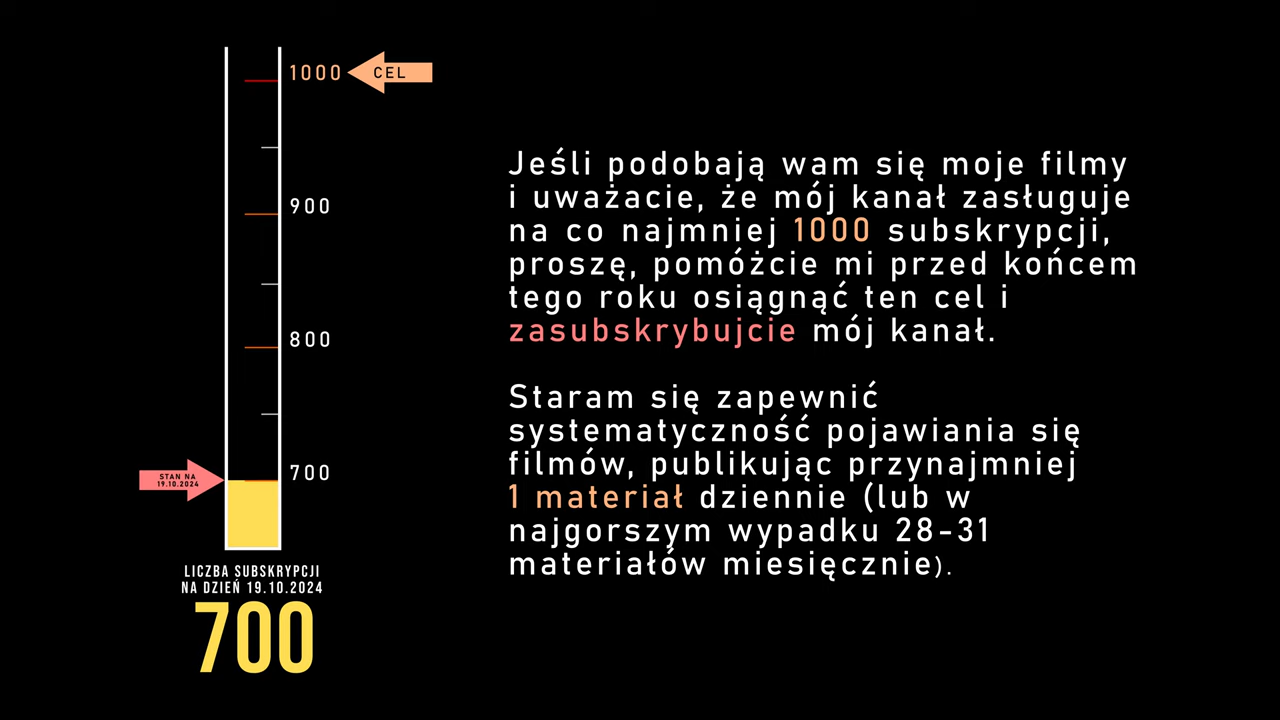 1000
CEL
900
800
700
STAN NA
19.10.2024
LICZBA SUBSKRYPCJI
NA DZIEŃ 19.10.2024
700
Jeśli podobają wam się moje filmy
i uważacie, że mój kanał zasługuje
na co najmniej 1000 subskrypcji,
proszę, pomóżcie mi przed końcem
tego roku osiągnąć ten cel i
zasubskrybujcie mój kanał.
Staram się zapewnić
systematyczność pojawiania się
filmów, publikując przynajmniej
1 materiał dziennie (lub w
najgorszym wypadku 28-31
materiałów miesięcznie).